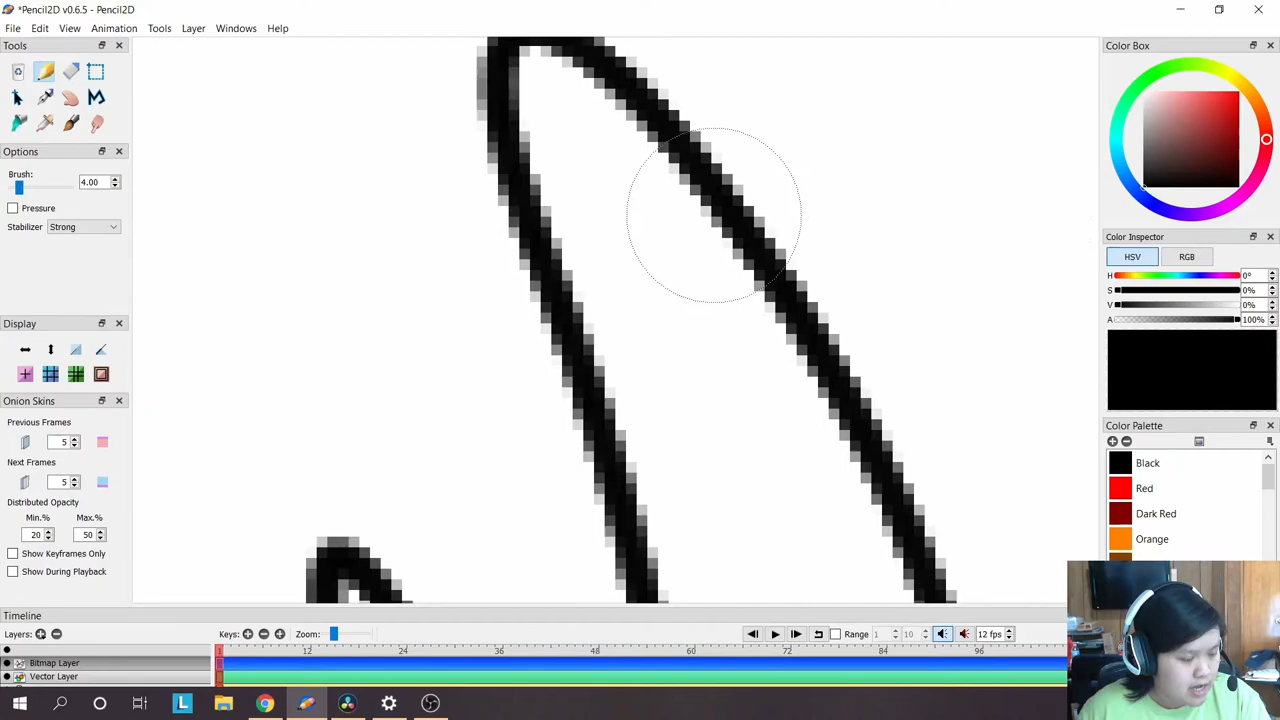 *Pencil2D v0.6.5 - Pencil2D
File Edit View Animation Tools Layer Windows Help
Tools
Options
Brush:
4.00
Pressure
Stabilizer Strong
Display
Onion Skins
Previous Frames
5
Next Frames
5
Distributed Opacity
Min.% Max.%
20 50
Show Keyframes Only
Show During Playback
Color Box
Color Inspector
HSV RGB
H 0°
S 0%
V 0%
A 100%
Color Palette
Black
Red
Dark Red
Orange
Timeline
Layers: Keys: Zoom: Range 1 10 12 fps
12 24 36 48 60 72 84 96
Bitmap Layer
Vector Layer
L